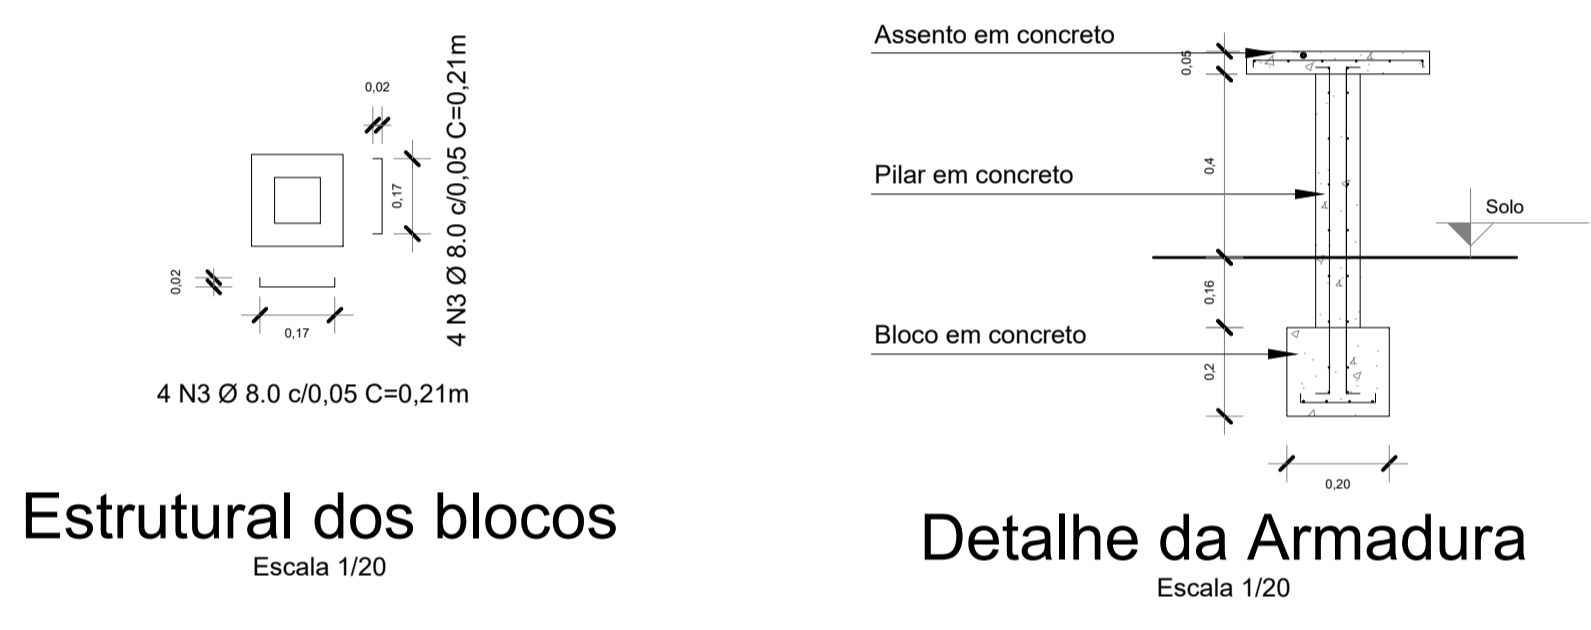 0,02
0,17
4 N3 Ø 8.0 c/0,05 C=0,21m
0,02
0,17
4 N3 Ø 8.0 c/0,05 C=0,21m
Estrutural dos blocos
Escala 1/20
Assento em concreto
0,05
Pilar em concreto
0,4
Solo
0,16
Bloco em concreto
0,2
0,20
Detalhe da Armadura
Escala 1/20